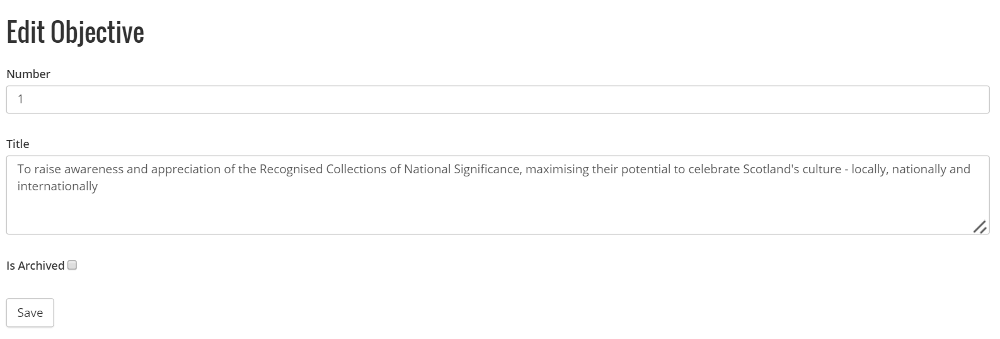 Edit Objective
Number
1
Title
To raise awareness and appreciation of the Recognised Collections of National Significance, maximising their potential to celebrate Scotland's culture - locally, nationally and
internationally
Is Archived
Save